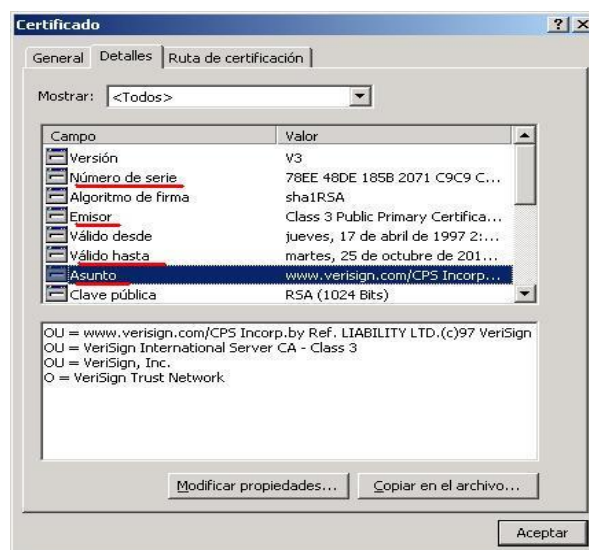 Certificado
General Detalles Ruta de certificación
Mostrar: <Todos>
Campo Valor
Versión V3
Número de serie 78EE 48DE 185B 2071 C9C9 C...
Algoritmo de firma sha1RSA
Emisor Class 3 Public Primary Certifica...
Válido desde jueves, 17 de abril de 1997 2:...
Válido hasta martes, 25 de octubre de 201...
Asunto www.verisign.com/CPS Incorp...
Clave pública RSA (1024 Bits)
OU = www.verisign.com/CPS Incorp.by Ref. LIABILITY LTD.(c)97 VeriSign
OU = VeriSign International Server CA - Class 3
OU = VeriSign, Inc.
O = VeriSign Trust Network
Modificar propiedades... Copiar en el archivo...
Aceptar